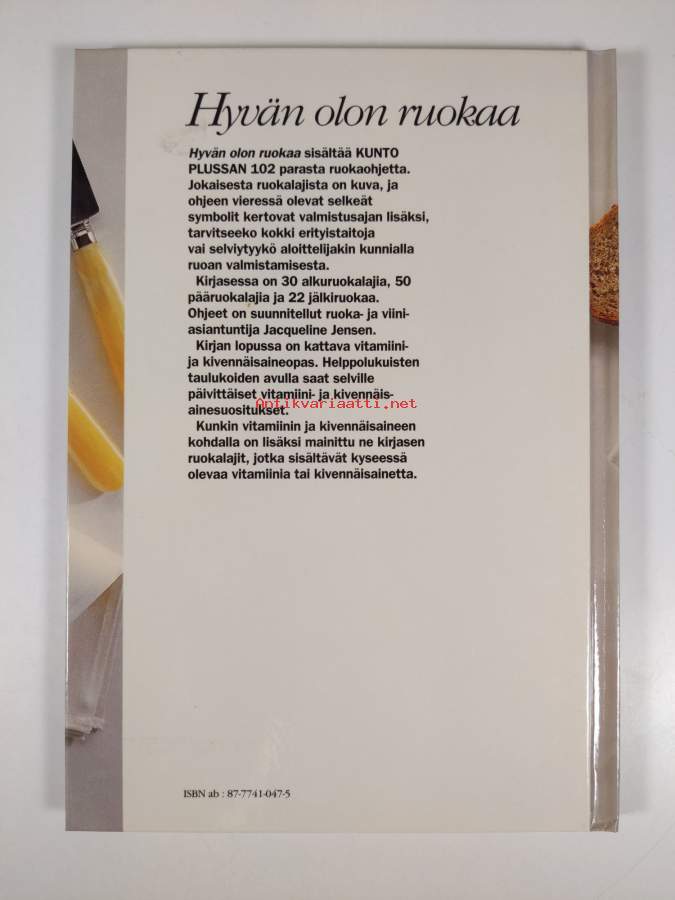 Hyvän olon ruokaa
Hyvän olon ruokaa sisältää KUNTO
PLUSSAN 102 parasta ruokaohjetta.
Jokaisesta ruokalajista on kuva, ja
ohjeen vieressä olevat selkeät
symbolit kertovat valmistusajan lisäksi,
tarvitseeko kokki erityistaitoja
vai selviytyykö aloittelijakin kunnialla
ruoan valmistamisesta.
Kirjasessa on 30 alkuruokalajia, 50
pääruokalajia ja 22 jälkiruokaa.
Ohjeet on suunnitellut ruoka- ja viini-
asiantuntija Jacqueline Jensen.
Kirjan lopussa on kattava vitamiini-
ja kivennäisaineopas. Helppolukuisten
taulukoiden avulla saat selville
päivittäiset vitamiini- ja kivennäis-
Antikvariaatti.net
ainesuositukset.
Kunkin vitamiinin ja kivennäisaineen
kohdalla on lisäksi mainittu ne kirjasen
ruokalajit, jotka sisältävät kyseessä
olevaa vitamiinia tai kivennäisainetta.
ISBN ab : 87-7741-047-5